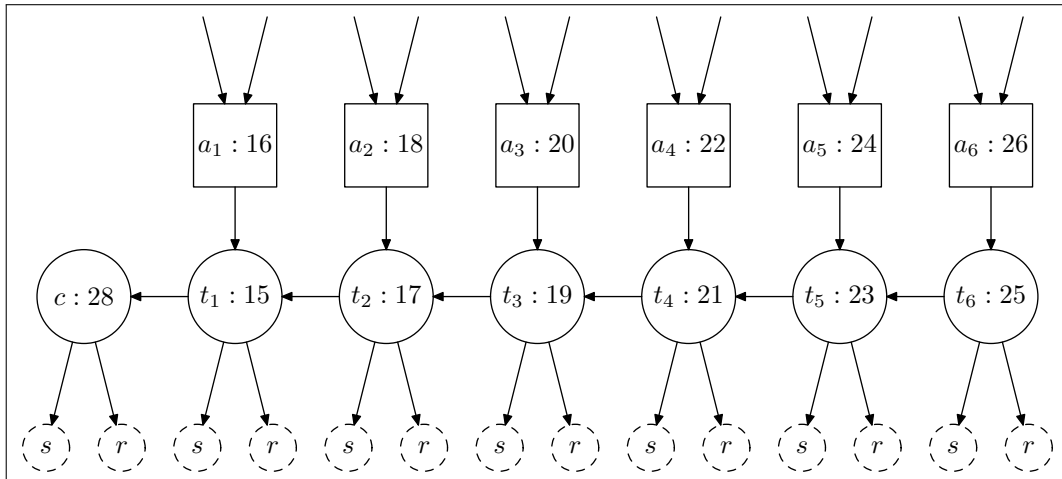 a₁ : 16 a₂ : 18 a₃ : 20 a₄ : 22 a₅ : 24 a₆ : 26
c : 28 t₁ : 15 t₂ : 17 t₃ : 19 t₄ : 21 t₅ : 23 t₆ : 25
s r s r s r s r s r s r s r